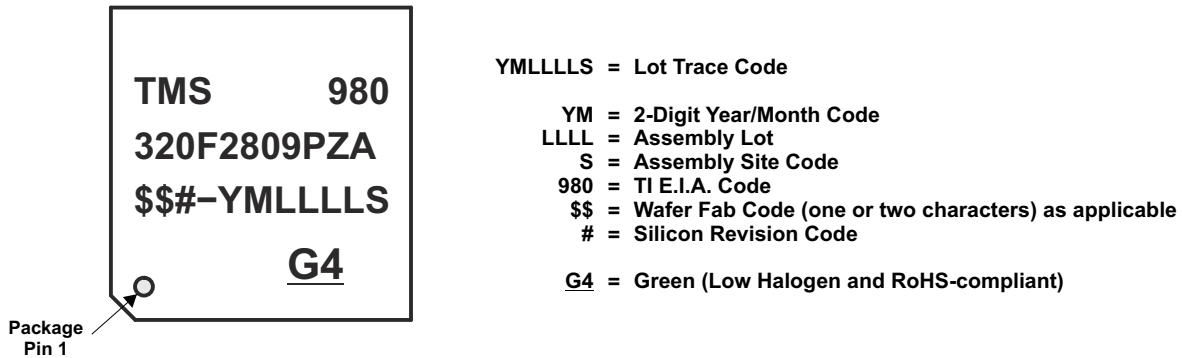 TMS 980
320F2809PZA
$$#−YMLLLLS
G4
Package
Pin 1
YMLLLLS = Lot Trace Code
YM = 2-Digit Year/Month Code
LLLL = Assembly Lot
S = Assembly Site Code
980 = TI E.I.A. Code
$$ = Wafer Fab Code (one or two characters) as applicable
# = Silicon Revision Code
G4 = Green (Low Halogen and RoHS-compliant)